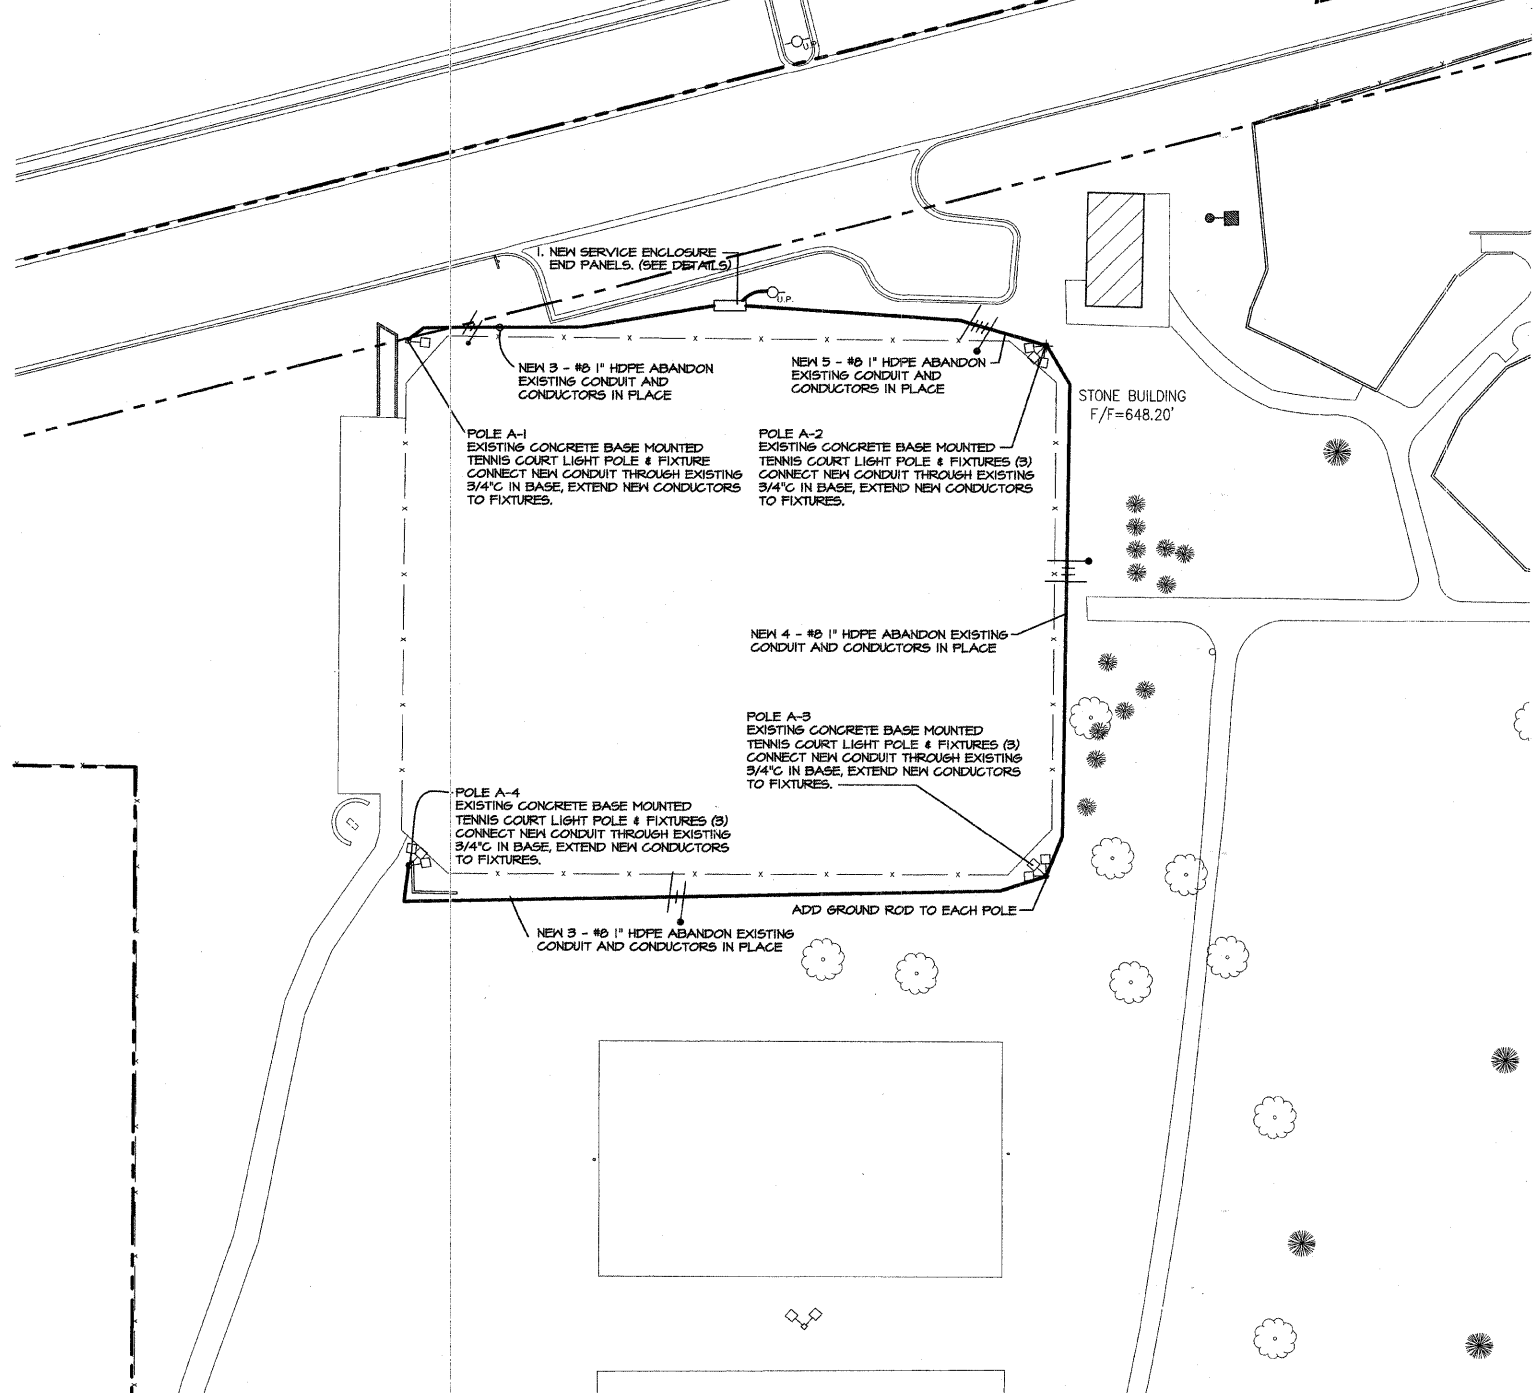 U.P.
1. NEW SERVICE ENCLOSURE
END PANELS. (SEE DETAILS)
U.P.
NEW 3 - #8 1" HDPE ABANDON
EXISTING CONDUIT AND
CONDUCTORS IN PLACE
NEW 5 - #8 1" HDPE ABANDON
EXISTING CONDUIT AND
CONDUCTORS IN PLACE
STONE BUILDING
F/F=648.20'
POLE A-1
EXISTING CONCRETE BASE MOUNTED
TENNIS COURT LIGHT POLE & FIXTURE
CONNECT NEW CONDUIT THROUGH EXISTING
3/4"C IN BASE, EXTEND NEW CONDUCTORS
TO FIXTURES.
POLE A-2
EXISTING CONCRETE BASE MOUNTED
TENNIS COURT LIGHT POLE & FIXTURES (3)
CONNECT NEW CONDUIT THROUGH EXISTING
3/4"C IN BASE, EXTEND NEW CONDUCTORS
TO FIXTURES.
NEW 4 - #8 1" HDPE ABANDON EXISTING
CONDUIT AND CONDUCTORS IN PLACE
POLE A-3
EXISTING CONCRETE BASE MOUNTED
TENNIS COURT LIGHT POLE & FIXTURES (3)
CONNECT NEW CONDUIT THROUGH EXISTING
3/4"C IN BASE, EXTEND NEW CONDUCTORS
TO FIXTURES.
POLE A-4
EXISTING CONCRETE BASE MOUNTED
TENNIS COURT LIGHT POLE & FIXTURES (3)
CONNECT NEW CONDUIT THROUGH EXISTING
3/4"C IN BASE, EXTEND NEW CONDUCTORS
TO FIXTURES.
ADD GROUND ROD TO EACH POLE
NEW 3 - #8 1" HDPE ABANDON EXISTING
CONDUIT AND CONDUCTORS IN PLACE